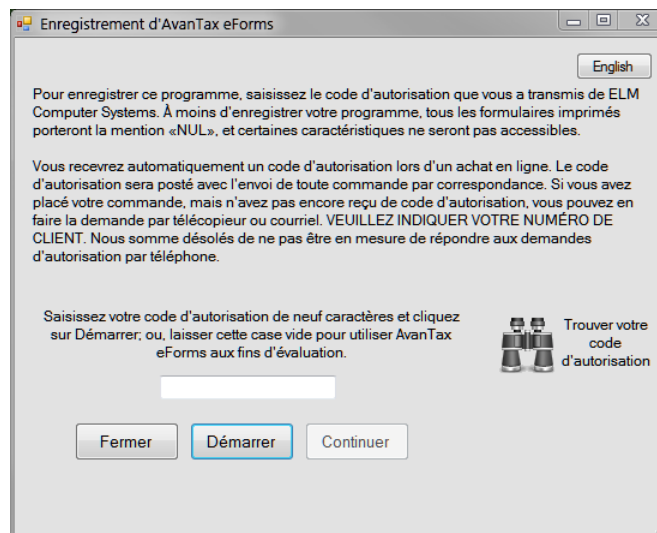 Enregistrement d'AvanTax eForms
English
Pour enregistrer ce programme, saisissez le code d'autorisation que vous a transmis de ELM
Computer Systems. À moins d'enregistrer votre programme, tous les formulaires imprimés
porteront la mention «NUL», et certaines caractéristiques ne seront pas accessibles.
Vous recevrez automatiquement un code d'autorisation lors d'un achat en ligne. Le code
d'autorisation sera posté avec l'envoi de toute commande par correspondance. Si vous avez
placé votre commande, mais n'avez pas encore reçu de code d'autorisation, vous pouvez en
faire la demande par télécopieur ou courriel. VEUILLEZ INDIQUER VOTRE NUMÉRO DE
CLIENT. Nous somme désolés de ne pas être en mesure de répondre aux demandes
d'autorisation par téléphone.
Saisissez votre code d'autorisation de neuf caractères et cliquez
sur Démarrer; ou, laisser cette case vide pour utiliser AvanTax
eForms aux fins d'évaluation.
Trouver votre
code
d'autorisation
Fermer
Démarrer
Continuer